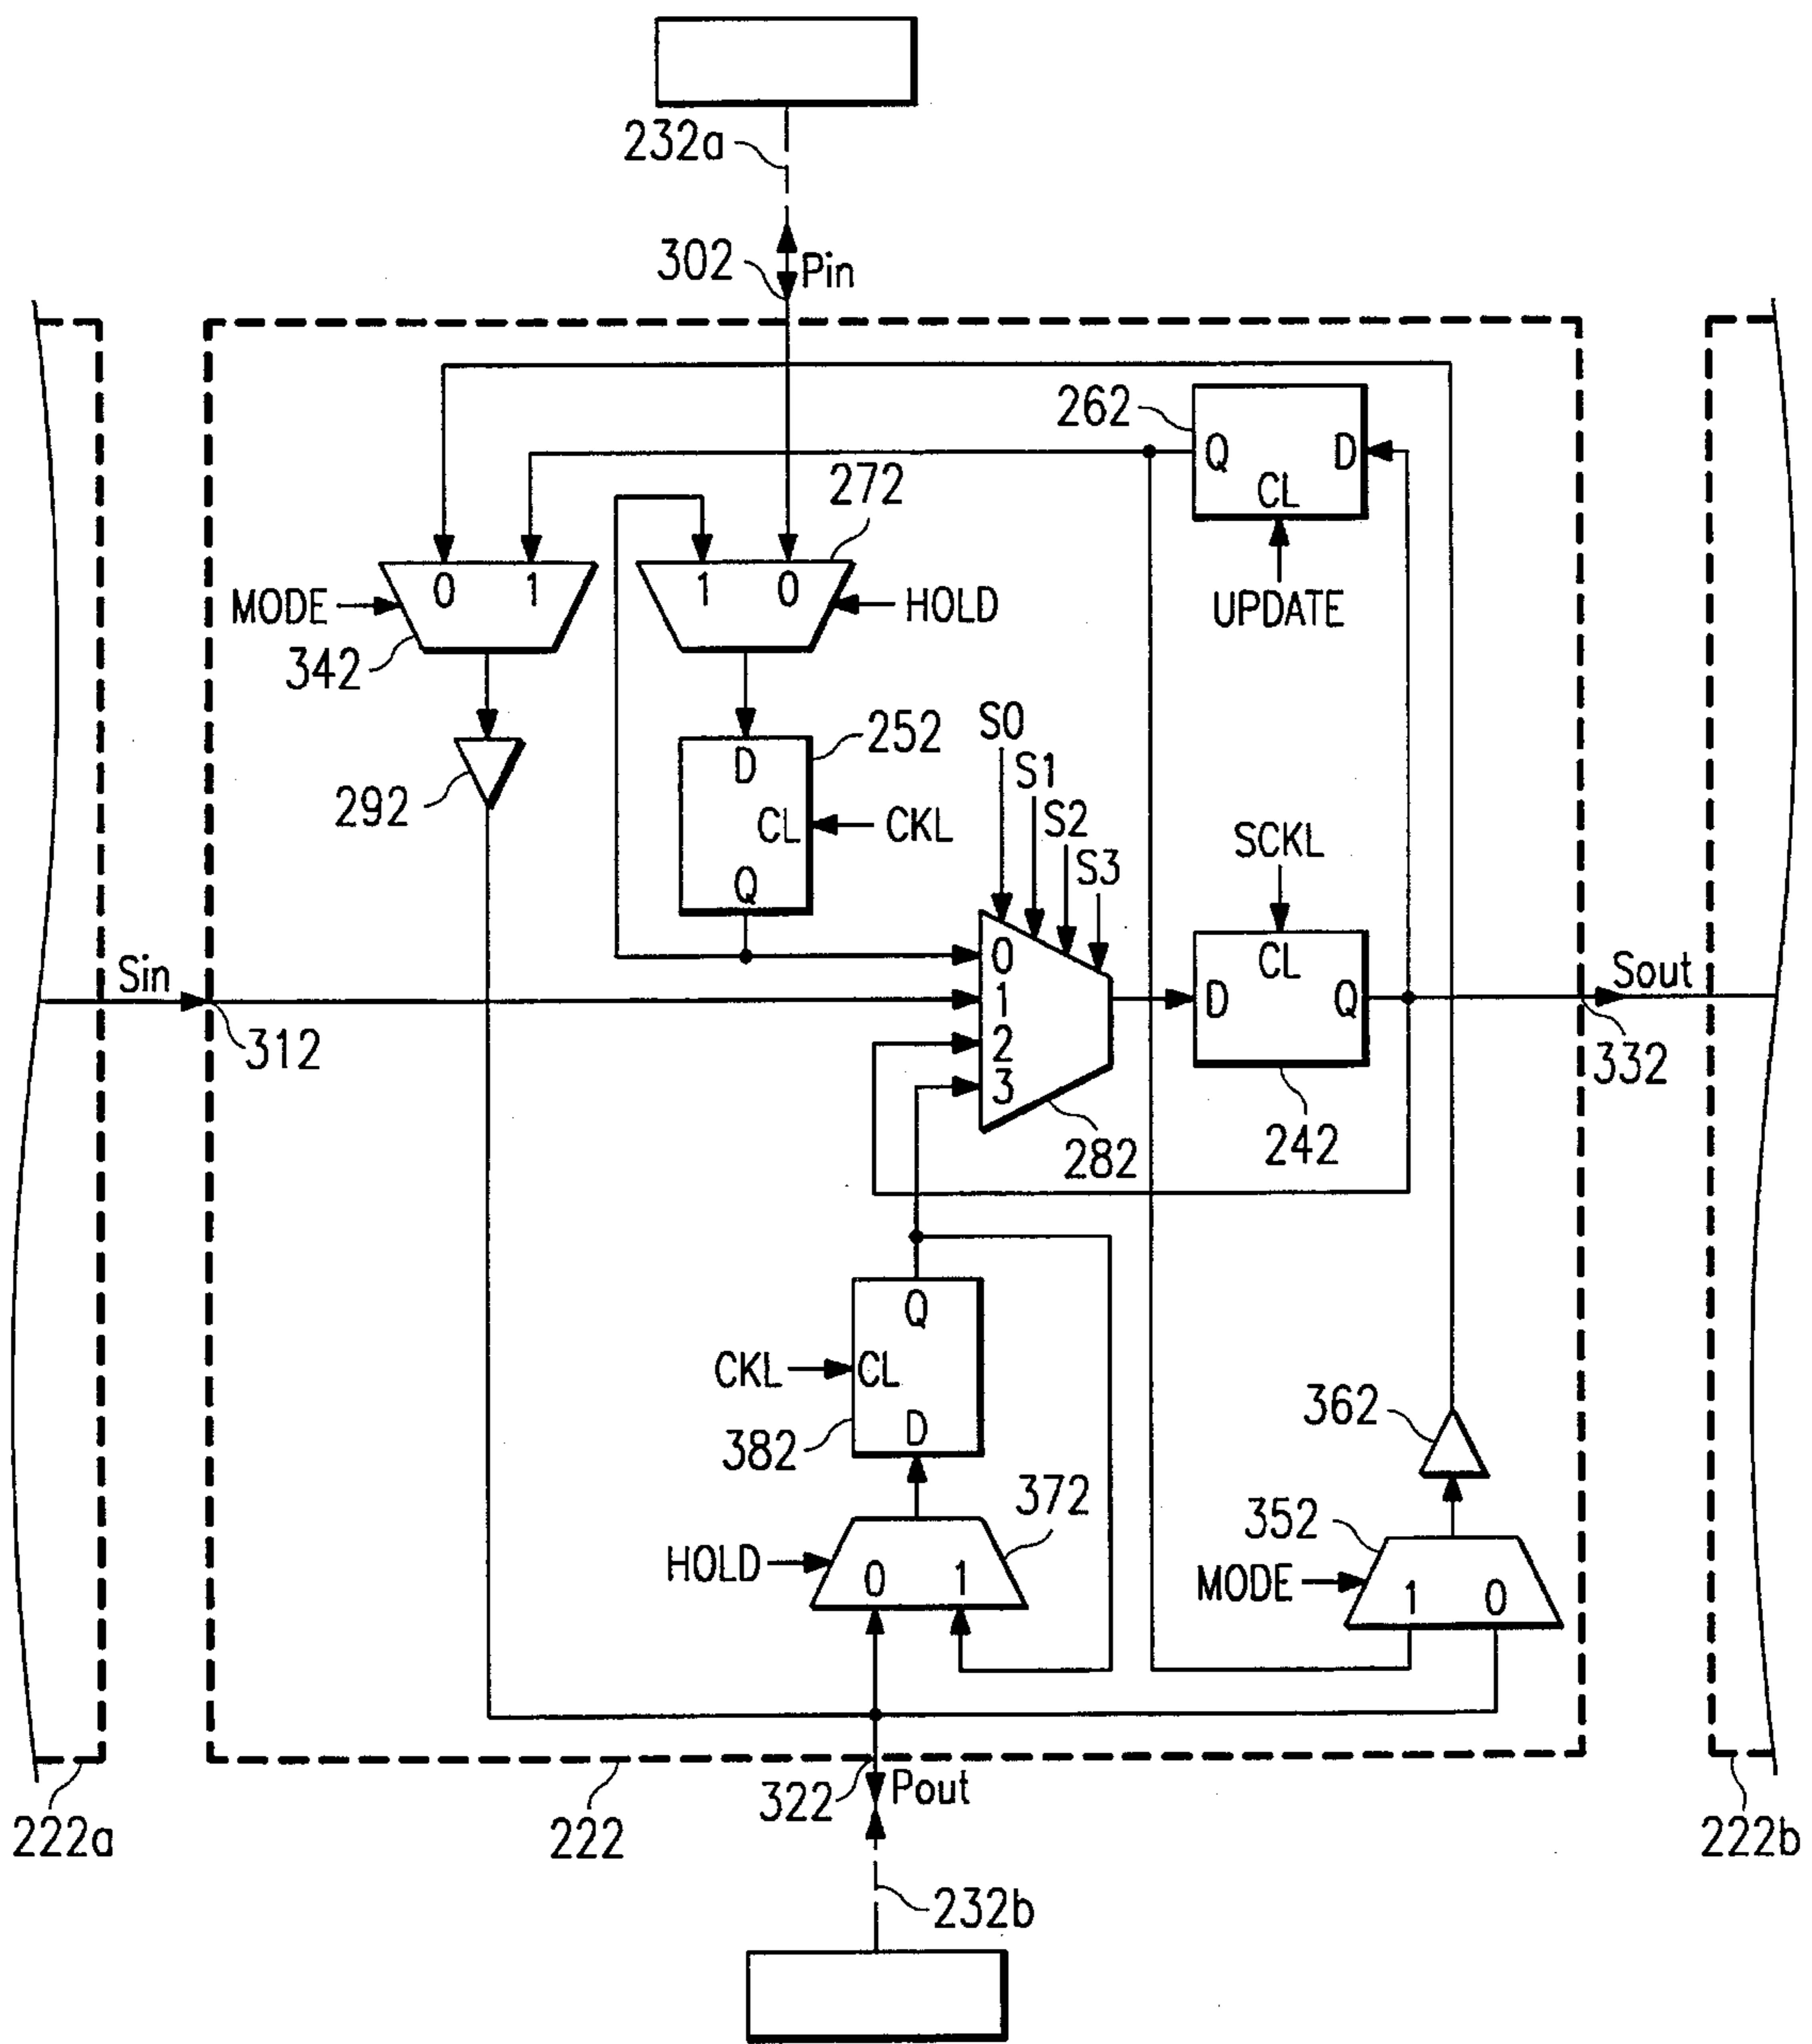 232a
302 Pin
262
Q D
CL
272
0 1
1 0
MODE
HOLD
UPDATE
342
252
D
CL CKL
Q
292
S0
S1
S2
S3
SCKL
CL
D Q
0
1
2
3
Sin
312
Sout
332
282
242
Q
CKL CL
D
382
372
HOLD
0 1
362
352
MODE
1 0
322 Pout
222a
222
222b
232b